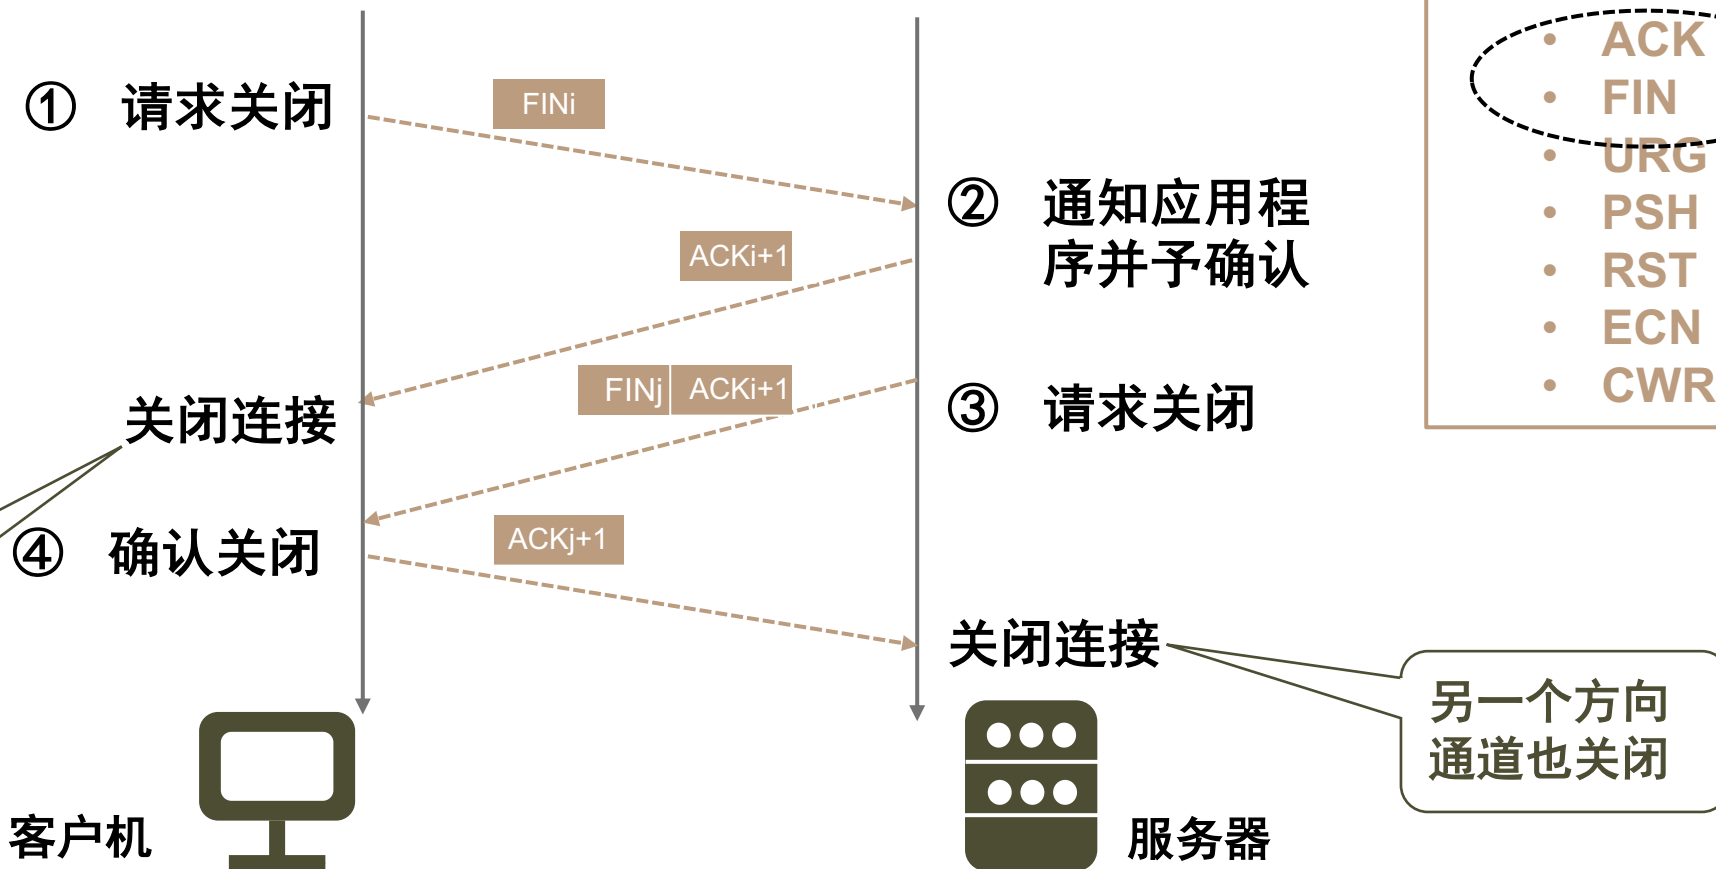 ① 请求关闭
FINi
② 通知应用程
序并予确认
ACKi+1
FINj ACKi+1
③ 请求关闭
关闭连接
④ 确认关闭
ACKj+1
关闭连接
另一个方向
通道也关闭
客户机
服务器
• ACK
• FIN
• URG
• PSH
• RST
• ECN
• CWR